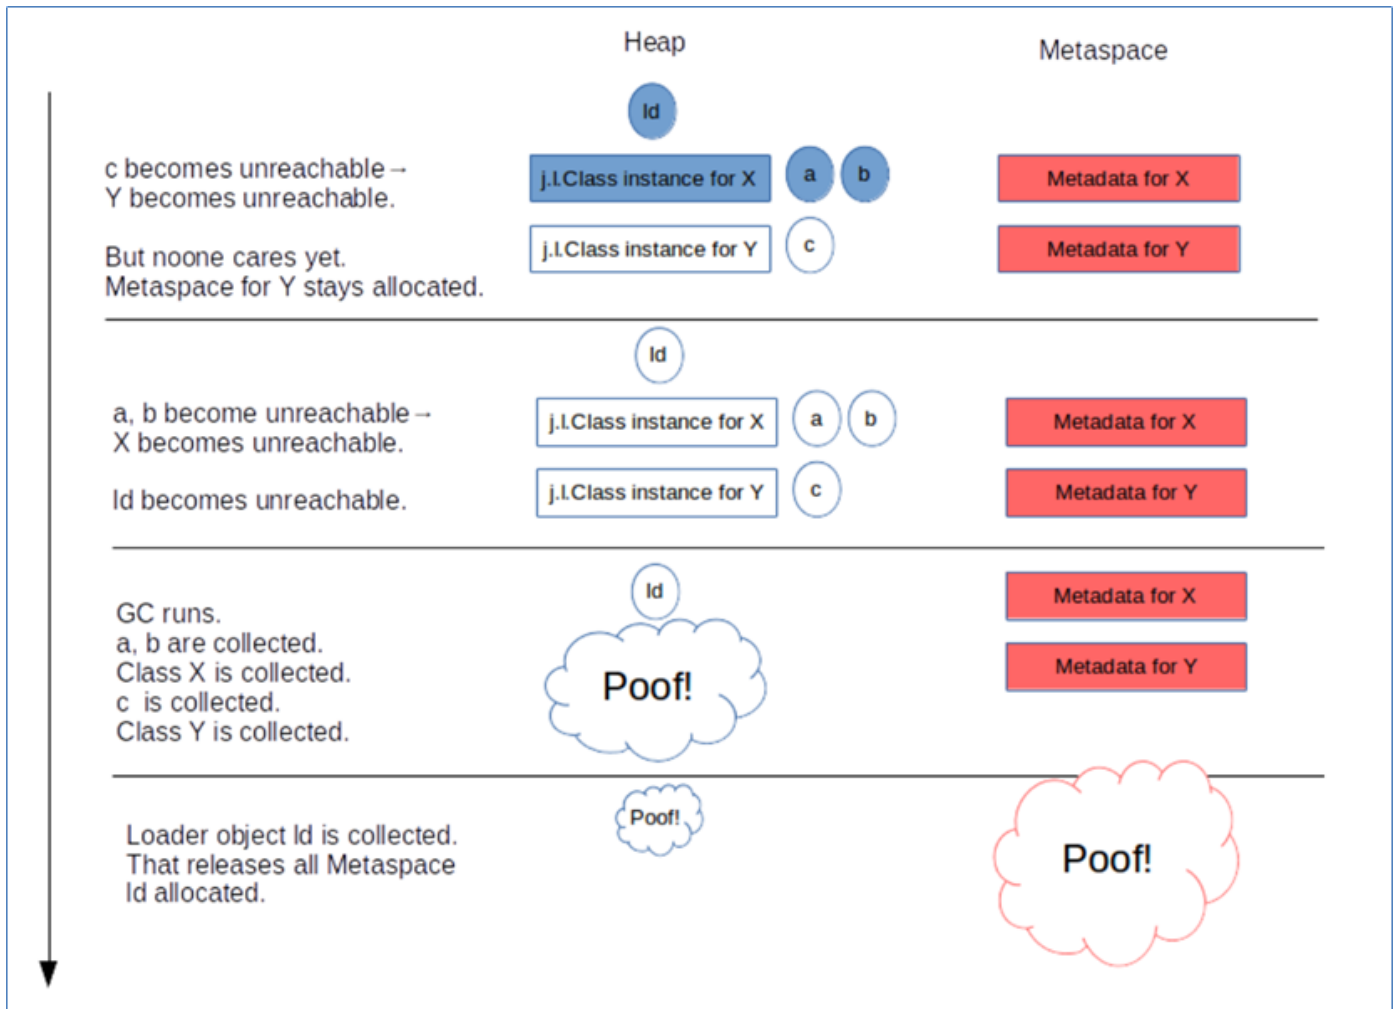 Heap
Metaspace
ld
c becomes unreachable→
Y becomes unreachable.
j.l.Class instance for X
a
b
Metadata for X
But noone cares yet.
Metaspace for Y stays allocated.
j.l.Class instance for Y
c
Metadata for Y
ld
a, b become unreachable→
X becomes unreachable.
j.l.Class instance for X
a
b
Metadata for X
ld becomes unreachable.
j.l.Class instance for Y
c
Metadata for Y
ld
Metadata for X
GC runs.
a, b are collected.
Class X is collected.
c  is collected.
Class Y is collected.
Poof!
Metadata for Y
Loader object ld is collected.
That releases all Metaspace
ld allocated.
Poof!
Poof!